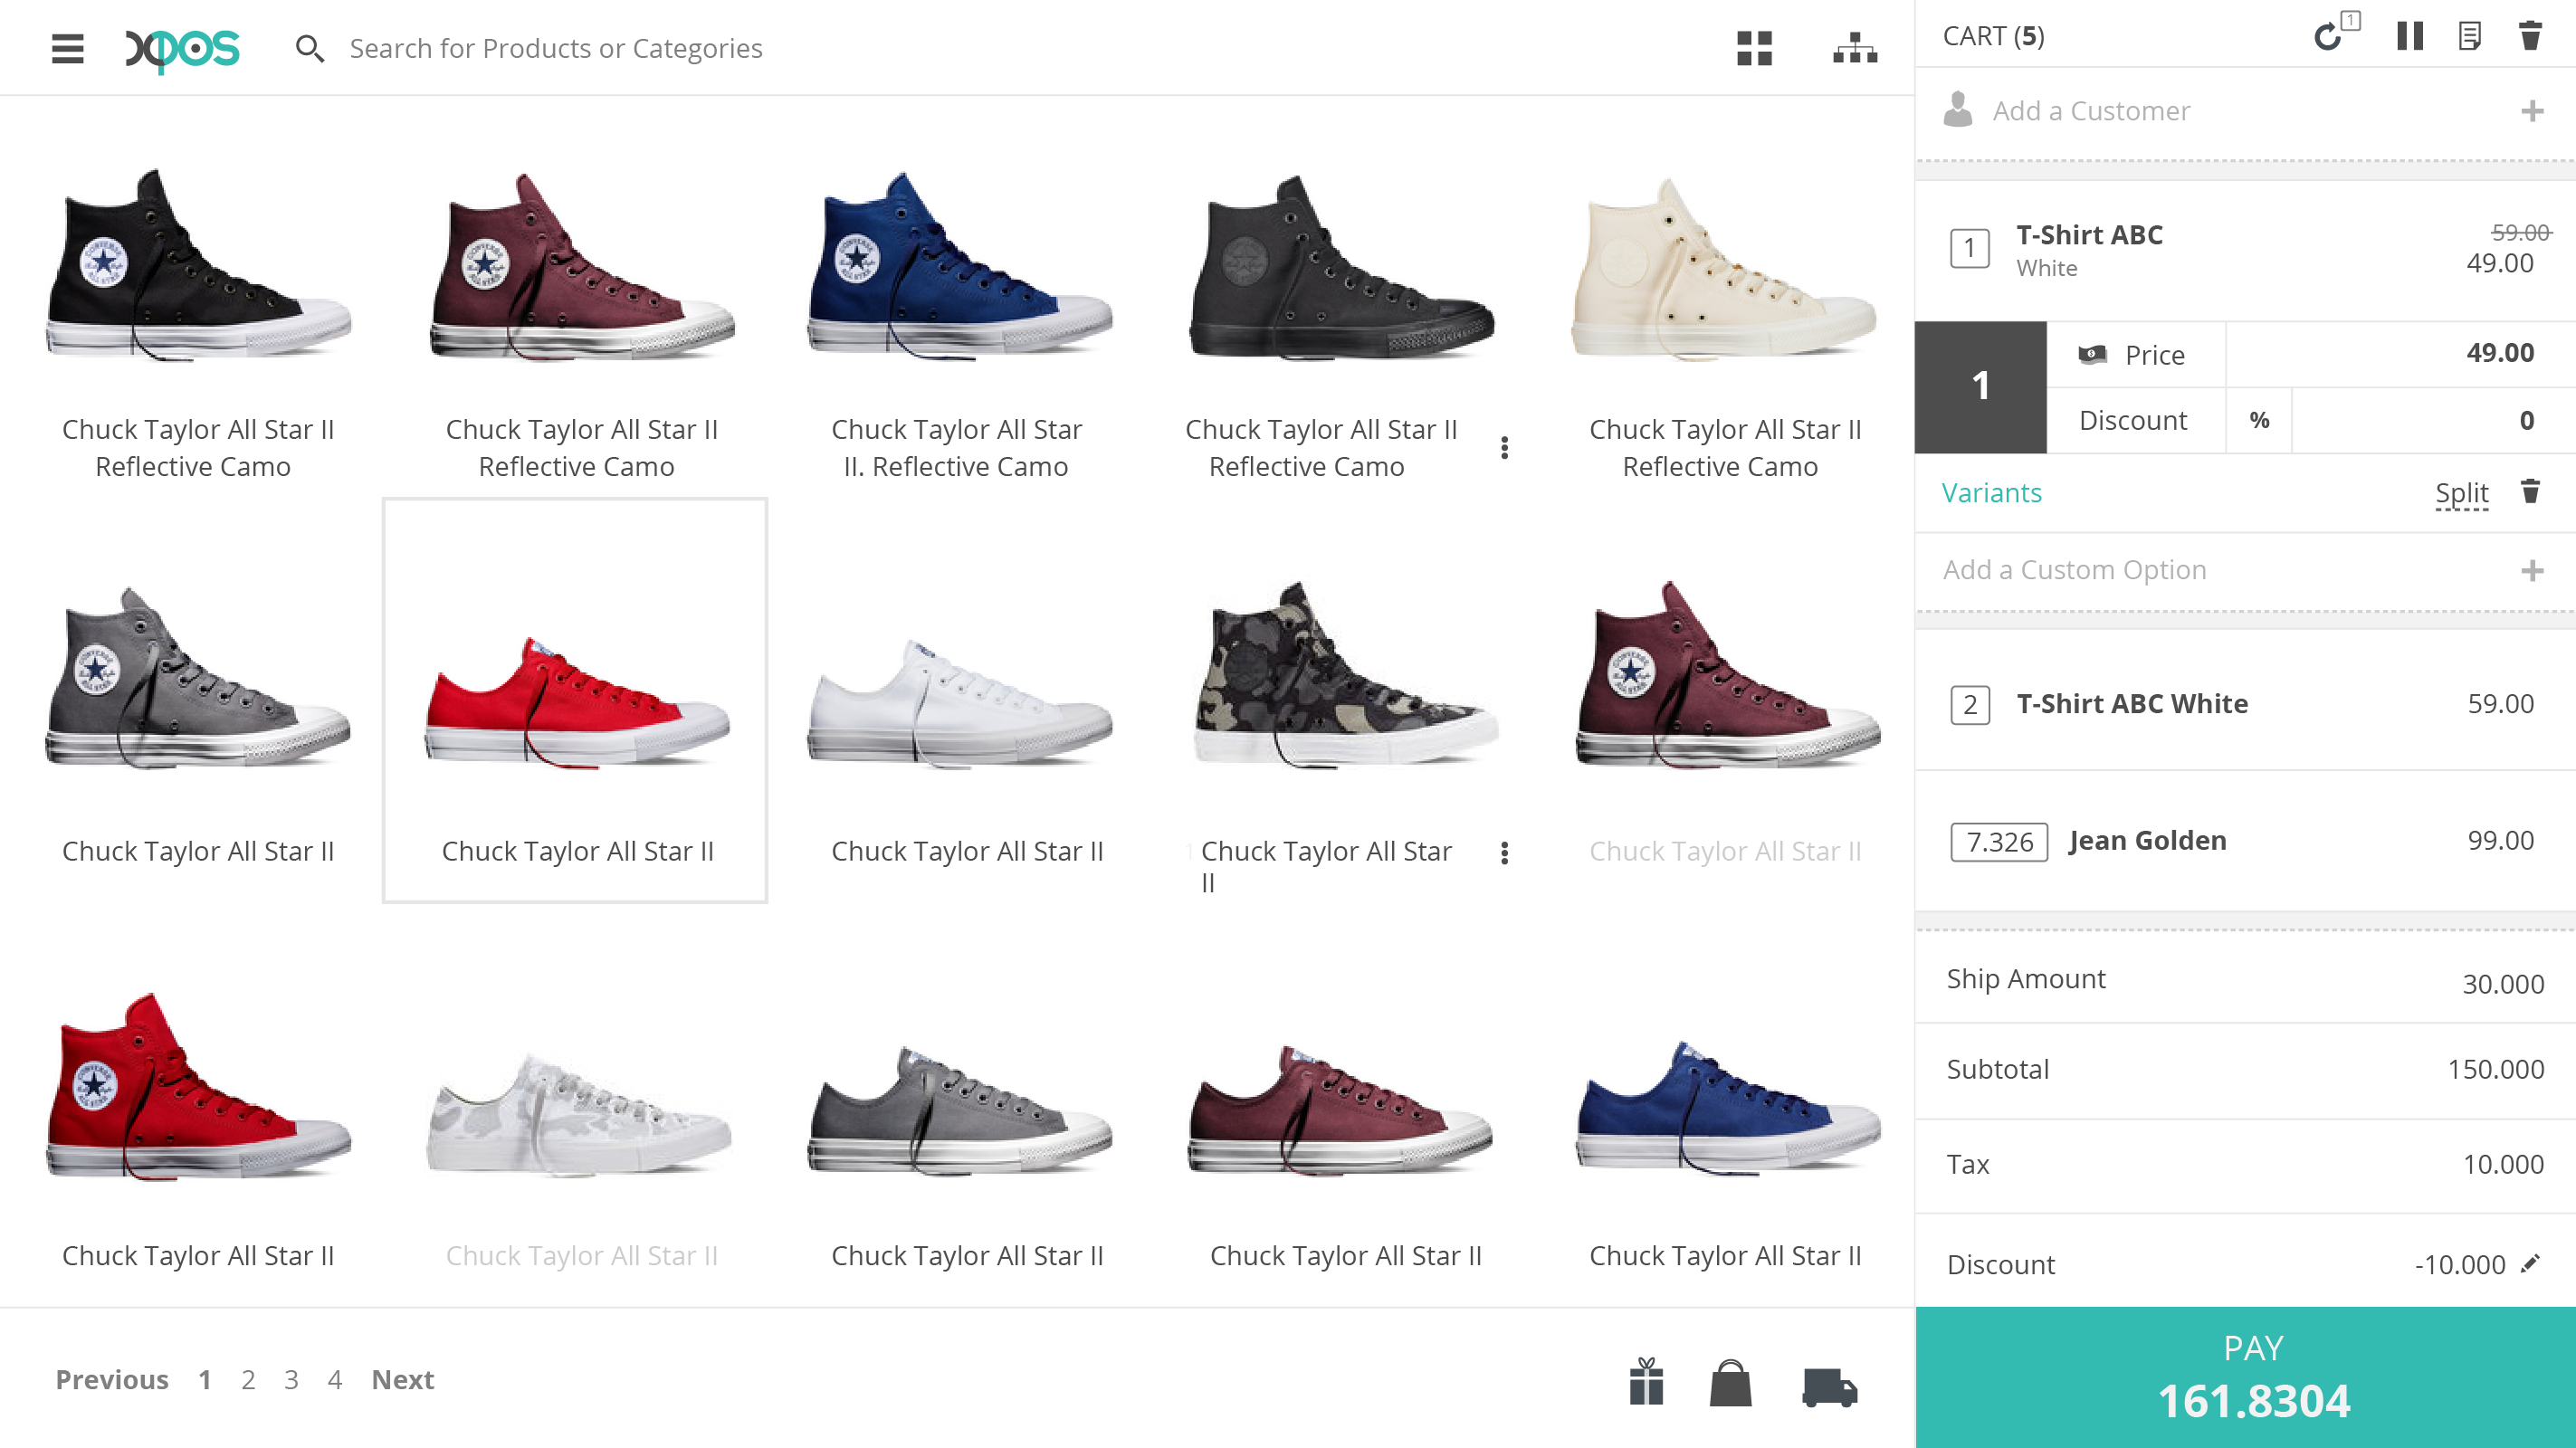 xpos
Search for Products or Categories
Chuck Taylor All Star II
Reflective Camo
Chuck Taylor All Star II
Reflective Camo
Chuck Taylor All Star
II. Reflective Camo
Chuck Taylor All Star II
Reflective Camo
Chuck Taylor All Star II
Reflective Camo
Chuck Taylor All Star II
Chuck Taylor All Star II
Chuck Taylor All Star II
Chuck Taylor All Star
II
Chuck Taylor All Star II
Chuck Taylor All Star II
Chuck Taylor All Star II
Chuck Taylor All Star II
Chuck Taylor All Star II
Chuck Taylor All Star II
Previous 1 2 3 4 Next
CART (5)
1
Add a Customer
1 T-Shirt ABC 59.00
White 49.00
1
Price 49.00
Discount % 0
Variants Split
Add a Custom Option
2 T-Shirt ABC White 59.00
7.326 Jean Golden 99.00
Ship Amount 30.000
Subtotal 150.000
Tax 10.000
Discount -10.000
PAY
161.8304